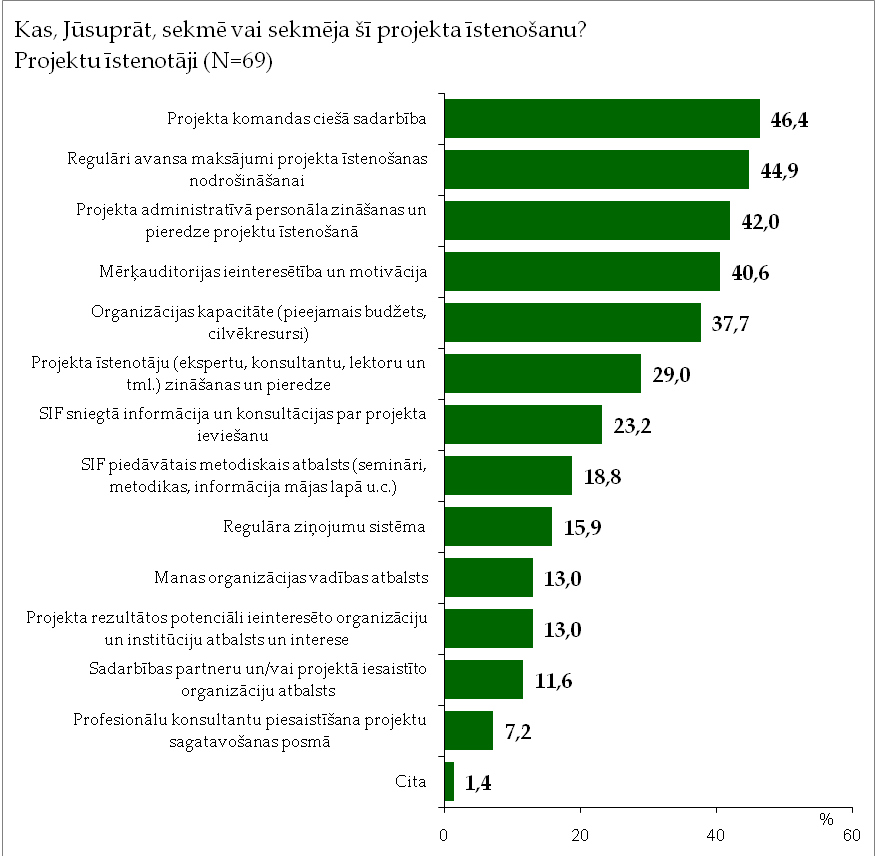 Kas, Jūsuprāt, sekmē vai sekmēja šī projekta īstenošanu?
Projektu īstenotāji (N=69)
Projekta komandas ciešā sadarbība
46,4
Regulāri avansa maksājumi projekta īstenošanas
nodrošināšanai
44,9
Projekta administratīvā personāla zināšanas un
pieredze projektu īstenošanā
42,0
Mērķauditorijas ieinteresētība un motivācija
40,6
Organizācijas kapacitāte (pieejamais budžets,
cilvēkresursi)
37,7
Projekta īstenotāju (ekspertu, konsultantu, lektoru un
tml.) zināšanas un pieredze
29,0
SIF sniegtā informācija un konsultācijas par projekta
ieviešanu
23,2
SIF piedāvātais metodiskais atbalsts (semināri,
metodikas, informācija mājas lapā u.c.)
18,8
Regulāra ziņojumu sistēma
15,9
Manas organizācijas vadības atbalsts
13,0
Projekta rezultātos potenciāli ieinteresēto organizāciju
un institūciju atbalsts un interese
13,0
Sadarbības partneru un/vai projektā iesaistīto
organizāciju atbalsts
11,6
Profesionālu konsultantu piesaistīšana projektu
sagatavošanas posmā
7,2
Cita
1,4
%
0 20 40 60